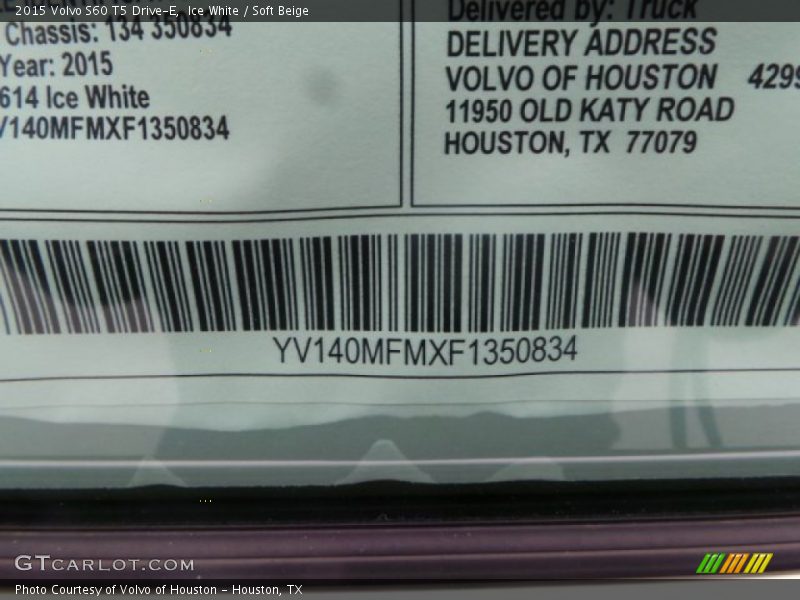 2015 Volvo S60 T5 Drive-E, Ice White / Soft Beige
Chassis: 134 350834
Year: 2015
614 Ice White
V140MFMXF1350834
Delivered by: Truck
DELIVERY ADDRESS
VOLVO OF HOUSTON 4299
11950 OLD KATY ROAD
HOUSTON, TX 77079
YV140MFMXF1350834
GTCARLOT.COM
Photo Courtesy of Volvo of Houston - Houston, TX